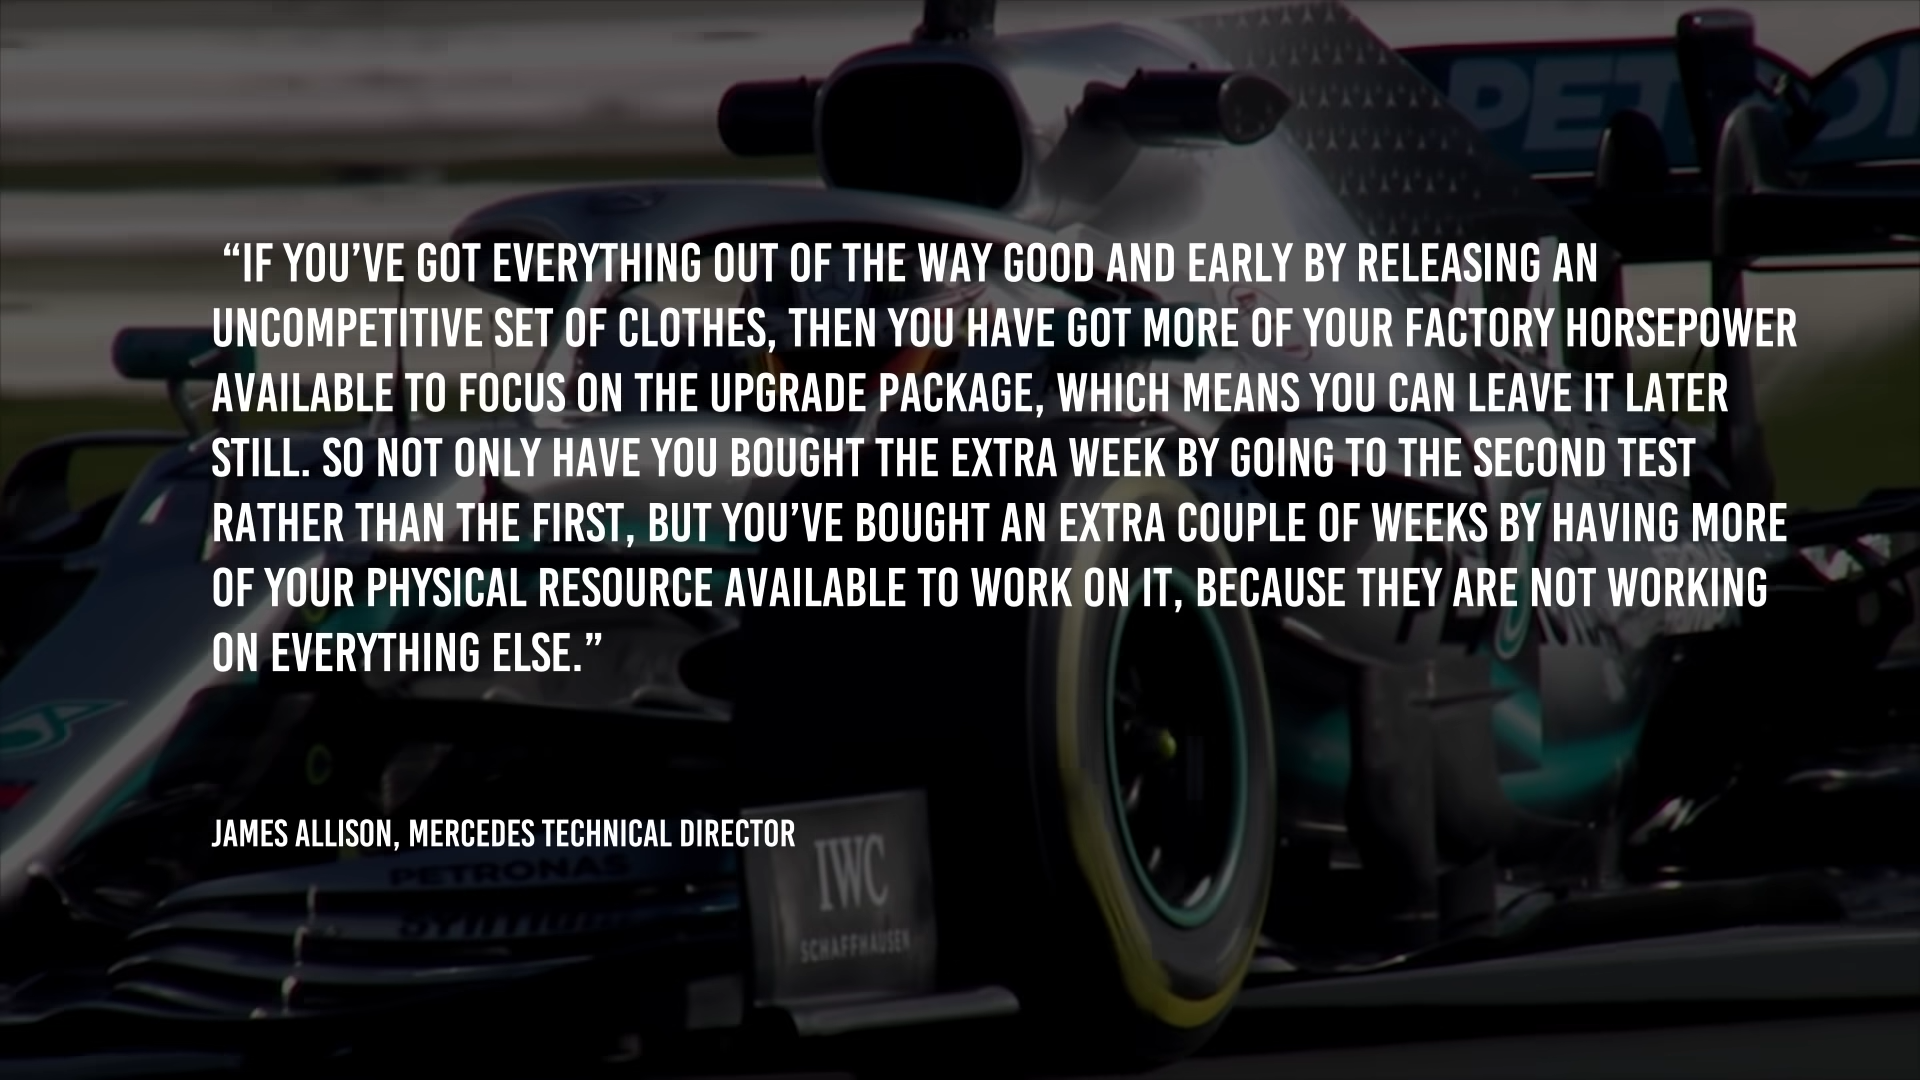 PETRON
“IF YOU’VE GOT EVERYTHING OUT OF THE WAY GOOD AND EARLY BY RELEASING AN
UNCOMPETITIVE SET OF CLOTHES, THEN YOU HAVE GOT MORE OF YOUR FACTORY HORSEPOWER
AVAILABLE TO FOCUS ON THE UPGRADE PACKAGE, WHICH MEANS YOU CAN LEAVE IT LATER
STILL. SO NOT ONLY HAVE YOU BOUGHT THE EXTRA WEEK BY GOING TO THE SECOND TEST
RATHER THAN THE FIRST, BUT YOU’VE BOUGHT AN EXTRA COUPLE OF WEEKS BY HAVING MORE
OF YOUR PHYSICAL RESOURCE AVAILABLE TO WORK ON IT, BECAUSE THEY ARE NOT WORKING
ON EVERYTHING ELSE.”
JAMES ALLISON, MERCEDES TECHNICAL DIRECTOR
PETRONAS
IWC
SCHAFFHAUSEN